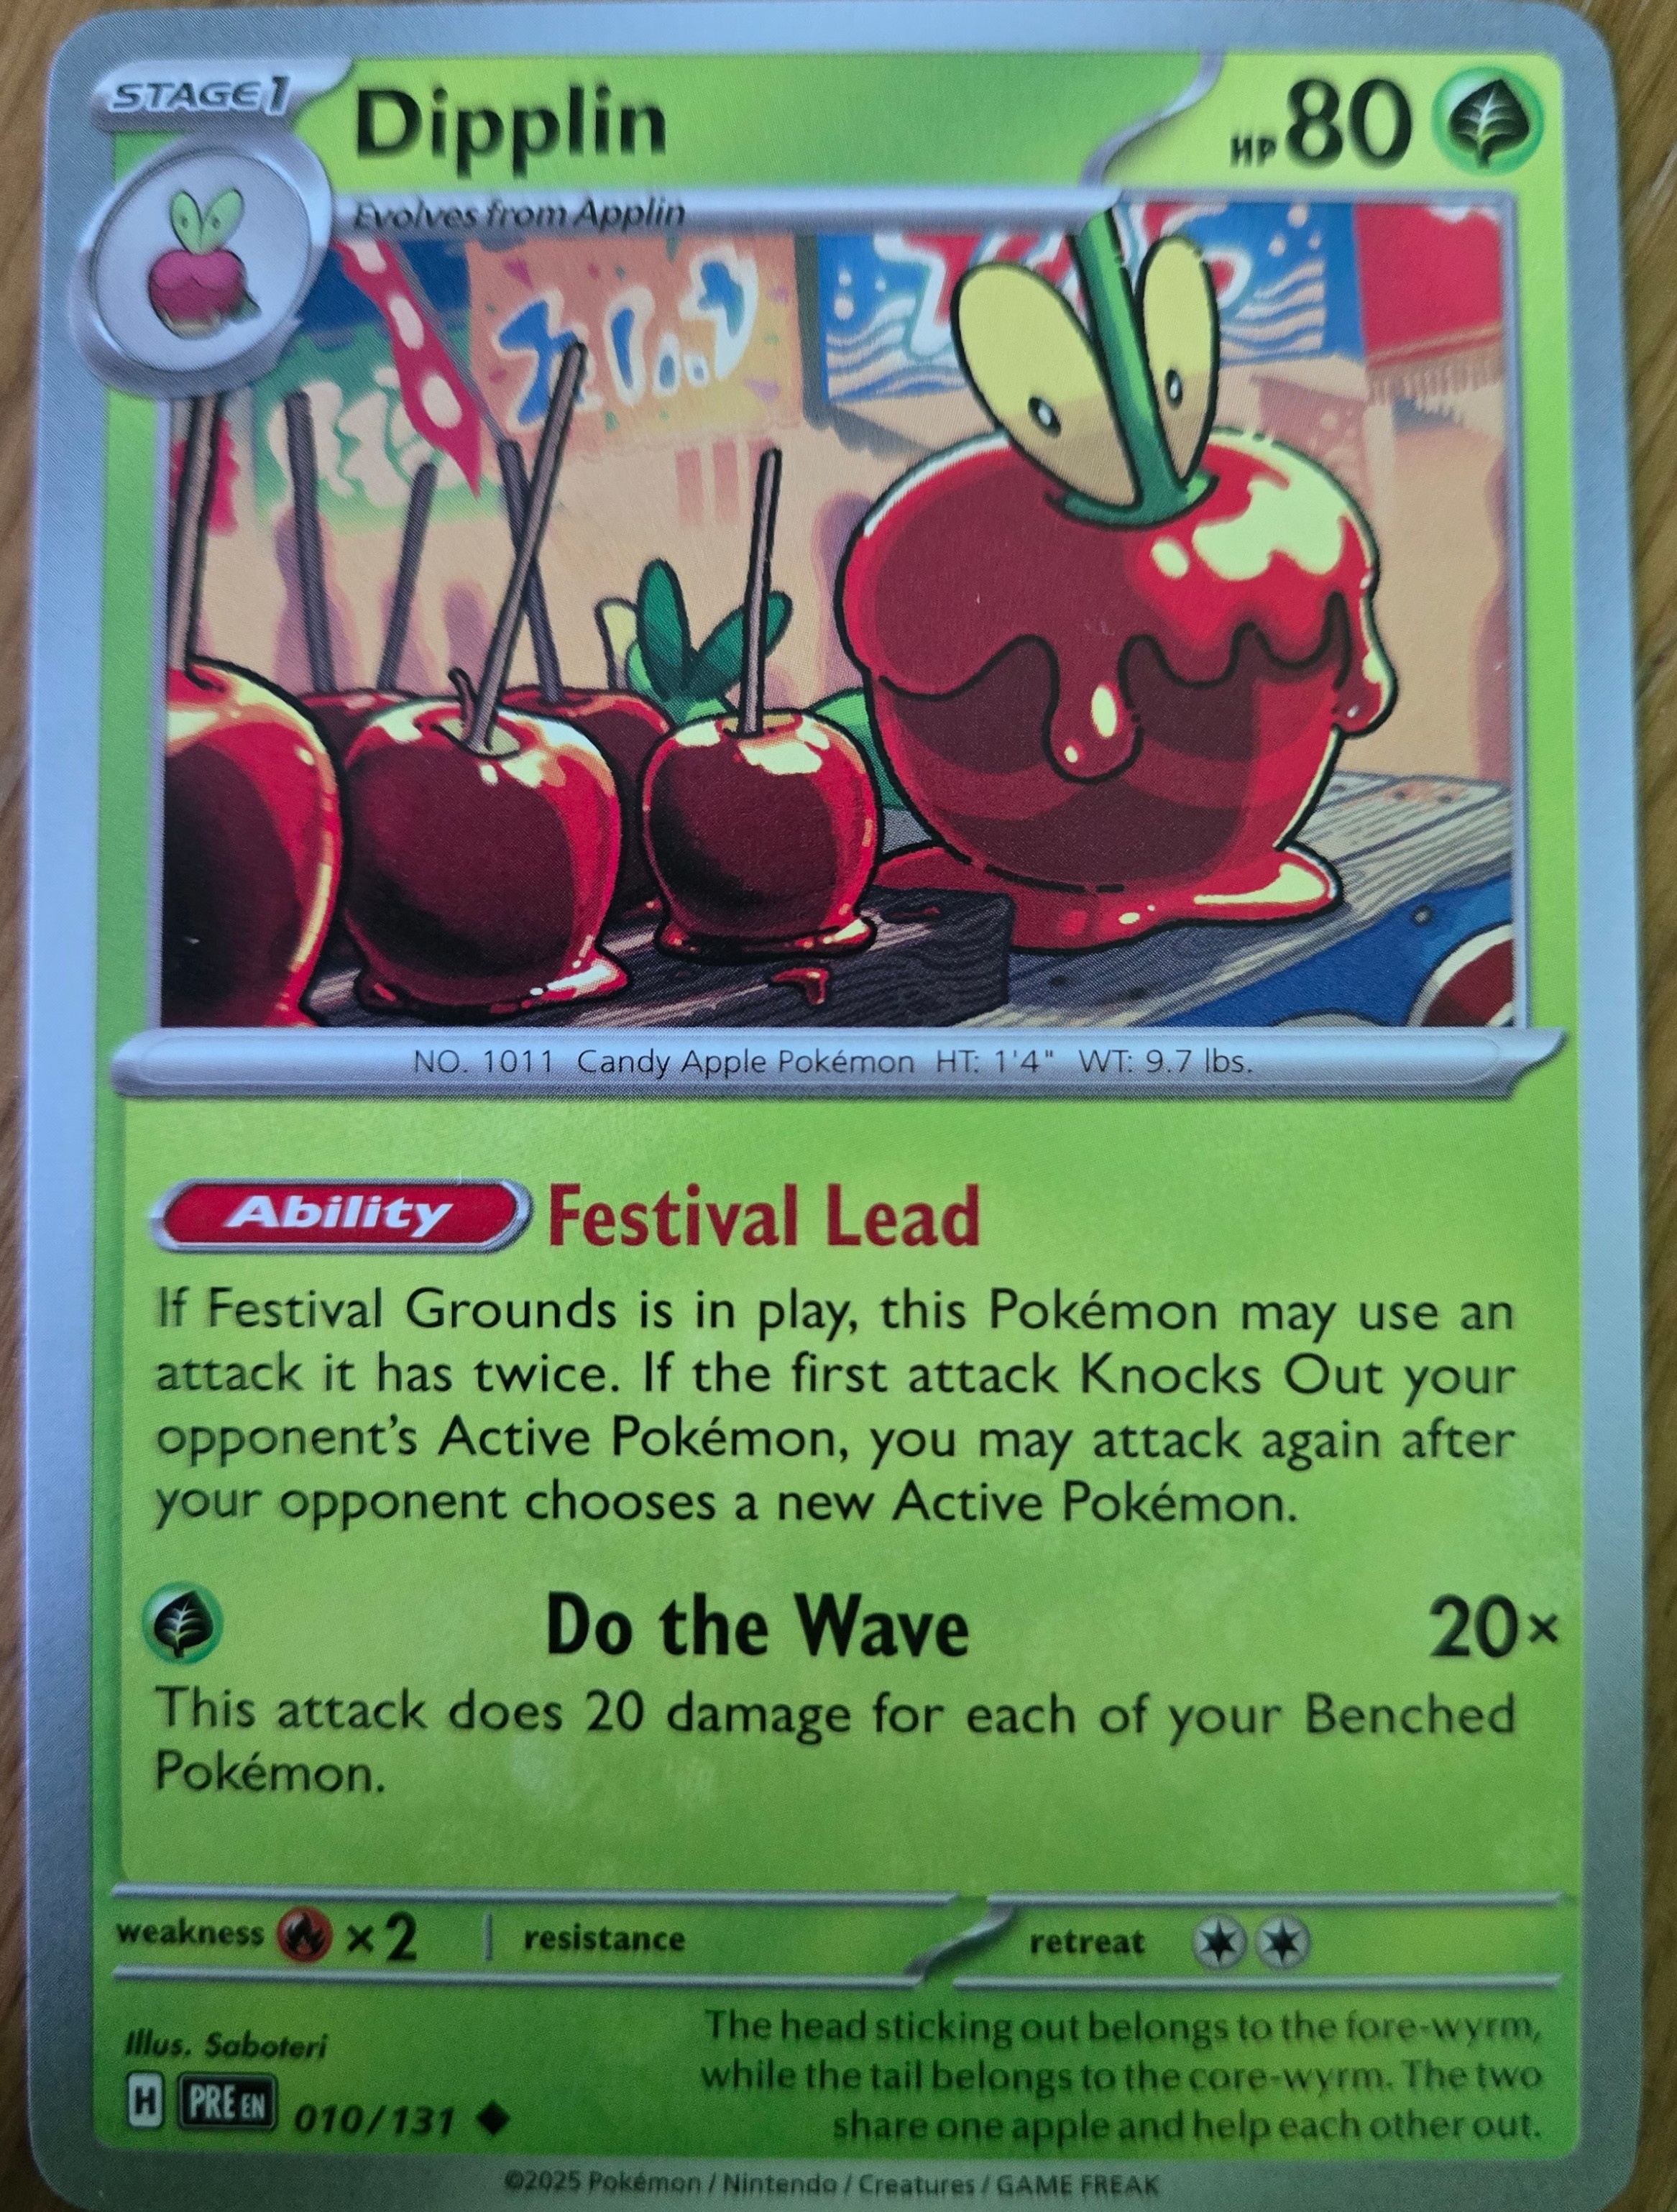 STAGE1
Dipplin
HP 80
Evolves from Applin
NO. 1011 Candy Apple Pokémon HT: 1'4" WT: 9.7 lbs.
Ability Festival Lead
If Festival Grounds is in play, this Pokémon may use an
attack it has twice. If the first attack Knocks Out your
opponent's Active Pokémon, you may attack again after
your opponent chooses a new Active Pokémon.
Do the Wave 20×
This attack does 20 damage for each of your Benched
Pokémon.
weakness ×2 | resistance retreat
Illus. Saboteri
H PRE EN 010/131
The head sticking out belongs to the fore-wyrm,
while the tail belongs to the core-wyrm. The two
share one apple and help each other out.
©2025 Pokémon / Nintendo / Creatures / GAME FREAK